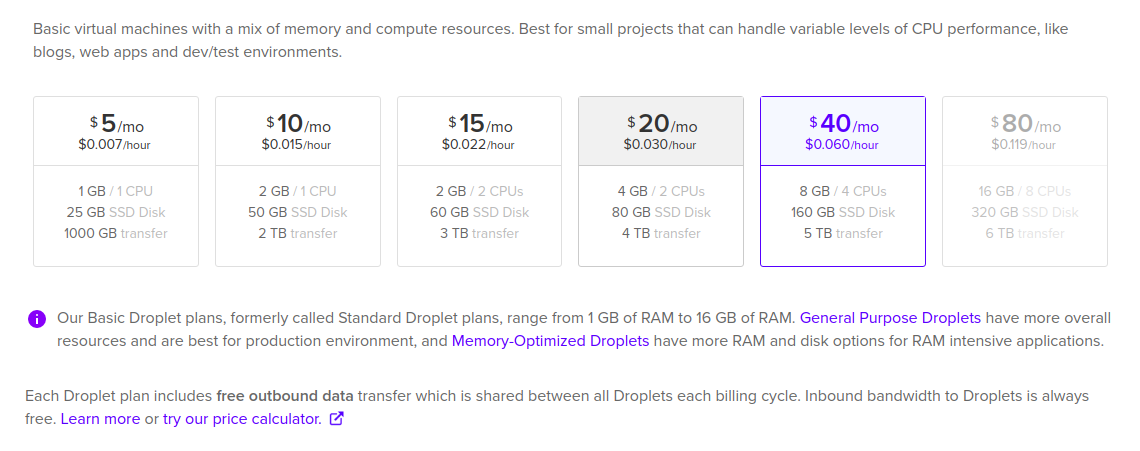 Basic virtual machines with a mix of memory and compute resources. Best for small projects that can handle variable levels of CPU performance, like
blogs, web apps and dev/test environments.
$5/mo
$0.007/hour
1 GB / 1 CPU
25 GB SSD Disk
1000 GB transfer
$10/mo
$0.015/hour
2 GB / 1 CPU
50 GB SSD Disk
2 TB transfer
$15/mo
$0.022/hour
2 GB / 2 CPUs
60 GB SSD Disk
3 TB transfer
$20/mo
$0.030/hour
4 GB / 2 CPUs
80 GB SSD Disk
4 TB transfer
$40/mo
$0.060/hour
8 GB / 4 CPUs
160 GB SSD Disk
5 TB transfer
$80/mo
$0.119/hour
16 GB / 8 CPUs
320 GB SSD Disk
6 TB transfer
Our Basic Droplet plans, formerly called Standard Droplet plans, range from 1 GB of RAM to 16 GB of RAM. General Purpose Droplets have more overall
resources and are best for production environment, and Memory-Optimized Droplets have more RAM and disk options for RAM intensive applications.
Each Droplet plan includes free outbound data transfer which is shared between all Droplets each billing cycle. Inbound bandwidth to Droplets is always
free. Learn more or try our price calculator.